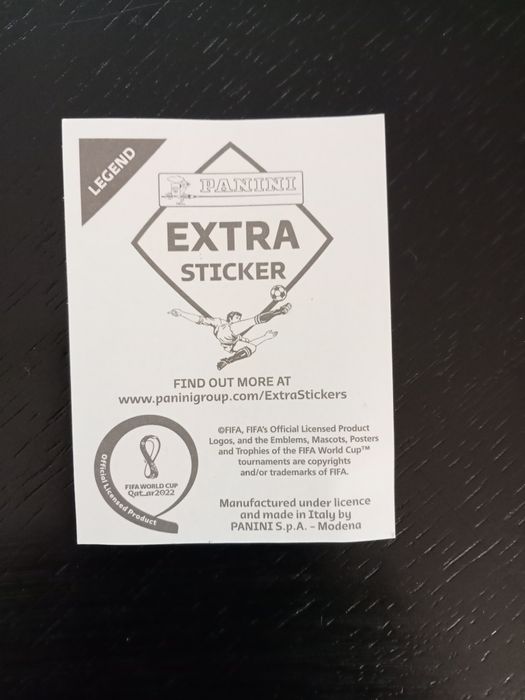 LEGEND
PANINI
EXTRA
STICKER
FIND OUT MORE AT
www.paninigroup.com/ExtraStickers
©FIFA, FIFA's Official Licensed Product
Logos, and the Emblems, Mascots, Posters
and Trophies of the FIFA World Cup™
tournaments are copyrights
and/or trademarks of FIFA.
FIFA WORLD CUP
Qatar2022
Official Licensed Product
Manufactured under licence
and made in Italy by
PANINI S.p.A. - Modena